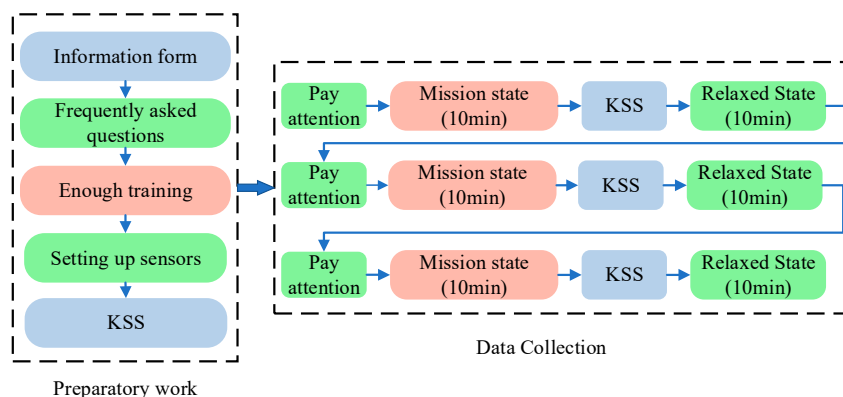 Information form
Frequently asked
questions
Enough training
Setting up sensors
KSS
Preparatory work
Pay
attention
Mission state
(10min)
KSS
Relaxed State
(10min)
Pay
attention
Mission state
(10min)
KSS
Relaxed State
(10min)
Pay
attention
Mission state
(10min)
KSS
Relaxed State
(10min)
Data Collection